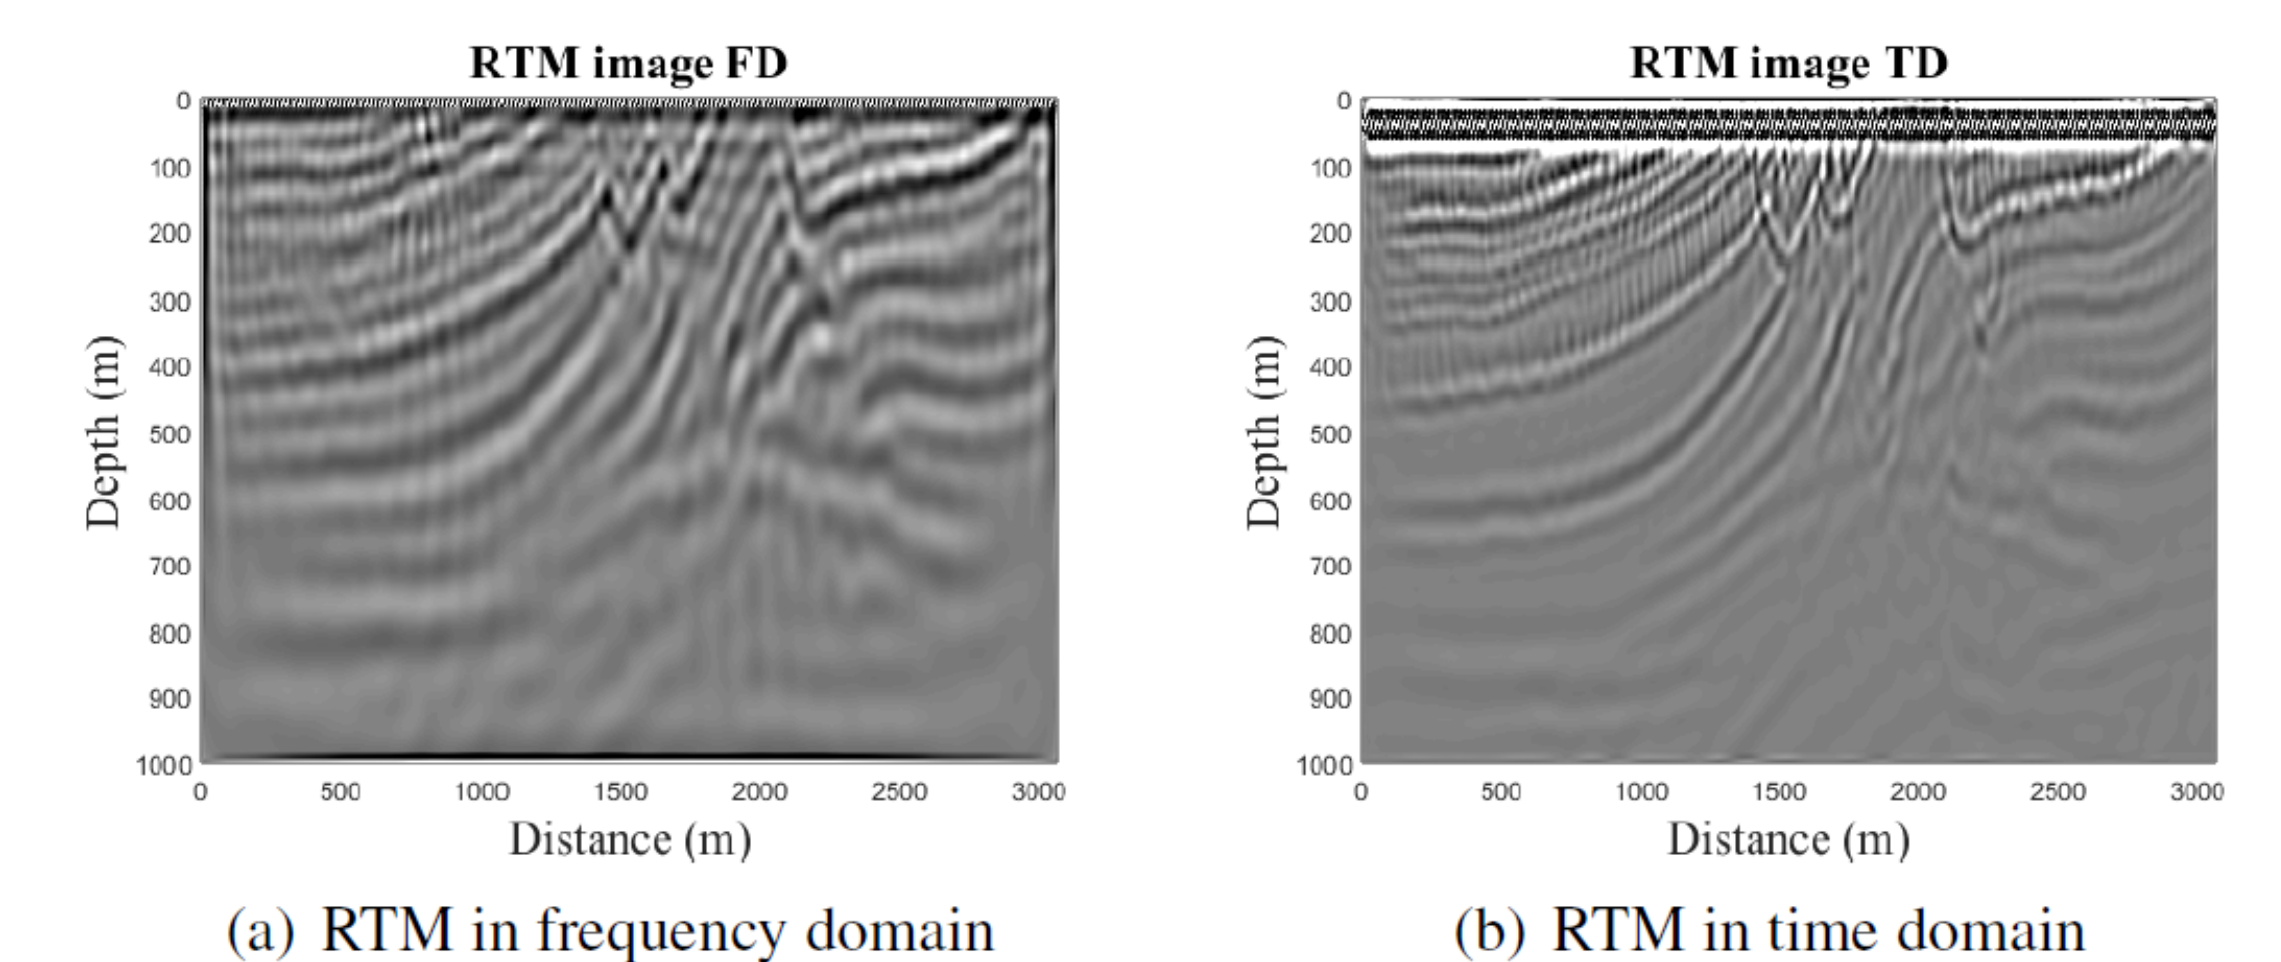 RTM image FD
0
100
200
300
400
500
600
700
800
900
1000
Depth (m)
0 500 1000 1500 2000 2500 3000
Distance (m)
(a) RTM in frequency domain
RTM image TD
0
100
200
300
400
500
600
700
800
900
1000
Depth (m)
0 500 1000 1500 2000 2500 3000
Distance (m)
(b) RTM in time domain